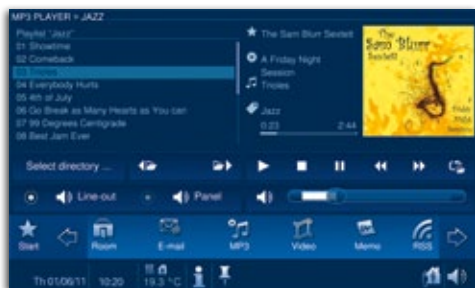 MP3 PLAYER > JAZZ
Playlist "Jazz"
01 Showtime
02 Comeback
03 Trioles
04 Everybody Hurts
05 4th of July
06 Go Break as Many Hearts as You can
07 99 Degrees Centigrade
08 Best Jam Ever
The Sam Blurr Sextett
A Friday Night
Session
Trioles
Jazz
0:23 2:44
The
Sam Blurr
Sextett
Select directory ...
Line-out
Panel
Start
Room
E-mail
MP3
Video
Memo
RSS
Th 01/06/11 10:20 19.3 °C